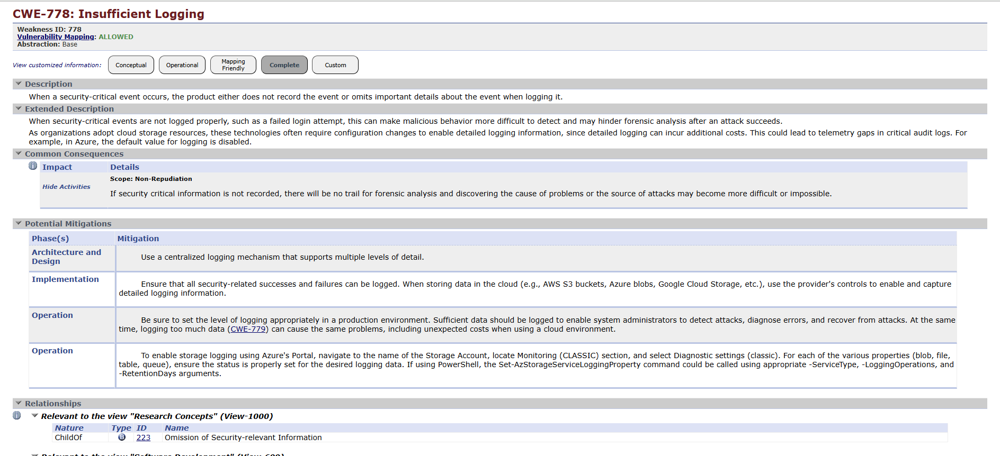 CWE-778: Insufficient Logging
Weakness ID: 778
Vulnerability Mapping: ALLOWED
Abstraction: Base
View customized information:
Conceptual
Operational
Mapping
Friendly
Complete
Custom
Description
When a security-critical event occurs, the product either does not record the event or omits important details about the event when logging it.
Extended Description
When security-critical events are not logged properly, such as a failed login attempt, this can make malicious behavior more difficult to detect and may hinder forensic analysis after an attack succeeds.
As organizations adopt cloud storage resources, these technologies often require configuration changes to enable detailed logging information, since detailed logging can incur additional costs. This could lead to telemetry gaps in critical audit logs. For
example, in Azure, the default value for logging is disabled.
Common Consequences
Impact Details
Scope: Non-Repudiation
Hide Activities
If security critical information is not recorded, there will be no trail for forensic analysis and discovering the cause of problems or the source of attacks may become more difficult or impossible.
Potential Mitigations
Phase(s) Mitigation
Architecture and
Design
Use a centralized logging mechanism that supports multiple levels of detail.
Implementation
Ensure that all security-related successes and failures can be logged. When storing data in the cloud (e.g., AWS S3 buckets, Azure blobs, Google Cloud Storage, etc.), use the provider's controls to enable and capture
detailed logging information.
Operation
Be sure to set the level of logging appropriately in a production environment. Sufficient data should be logged to enable system administrators to detect attacks, diagnose errors, and recover from attacks. At the same
time, logging too much data (CWE-779) can cause the same problems, including unexpected costs when using a cloud environment.
Operation
To enable storage logging using Azure's Portal, navigate to the name of the Storage Account, locate Monitoring (CLASSIC) section, and select Diagnostic settings (classic). For each of the various properties (blob, file,
table, queue), ensure the status is properly set for the desired logging data. If using PowerShell, the Set-AzStorageServiceLoggingProperty command could be called using appropriate -ServiceType, -LoggingOperations, and
-RetentionDays arguments.
Relationships
Relevant to the view "Research Concepts" (View-1000)
Nature Type ID Name
ChildOf B 223 Omission of Security-relevant Information
Relevant to the view "Software Development" (View-699)